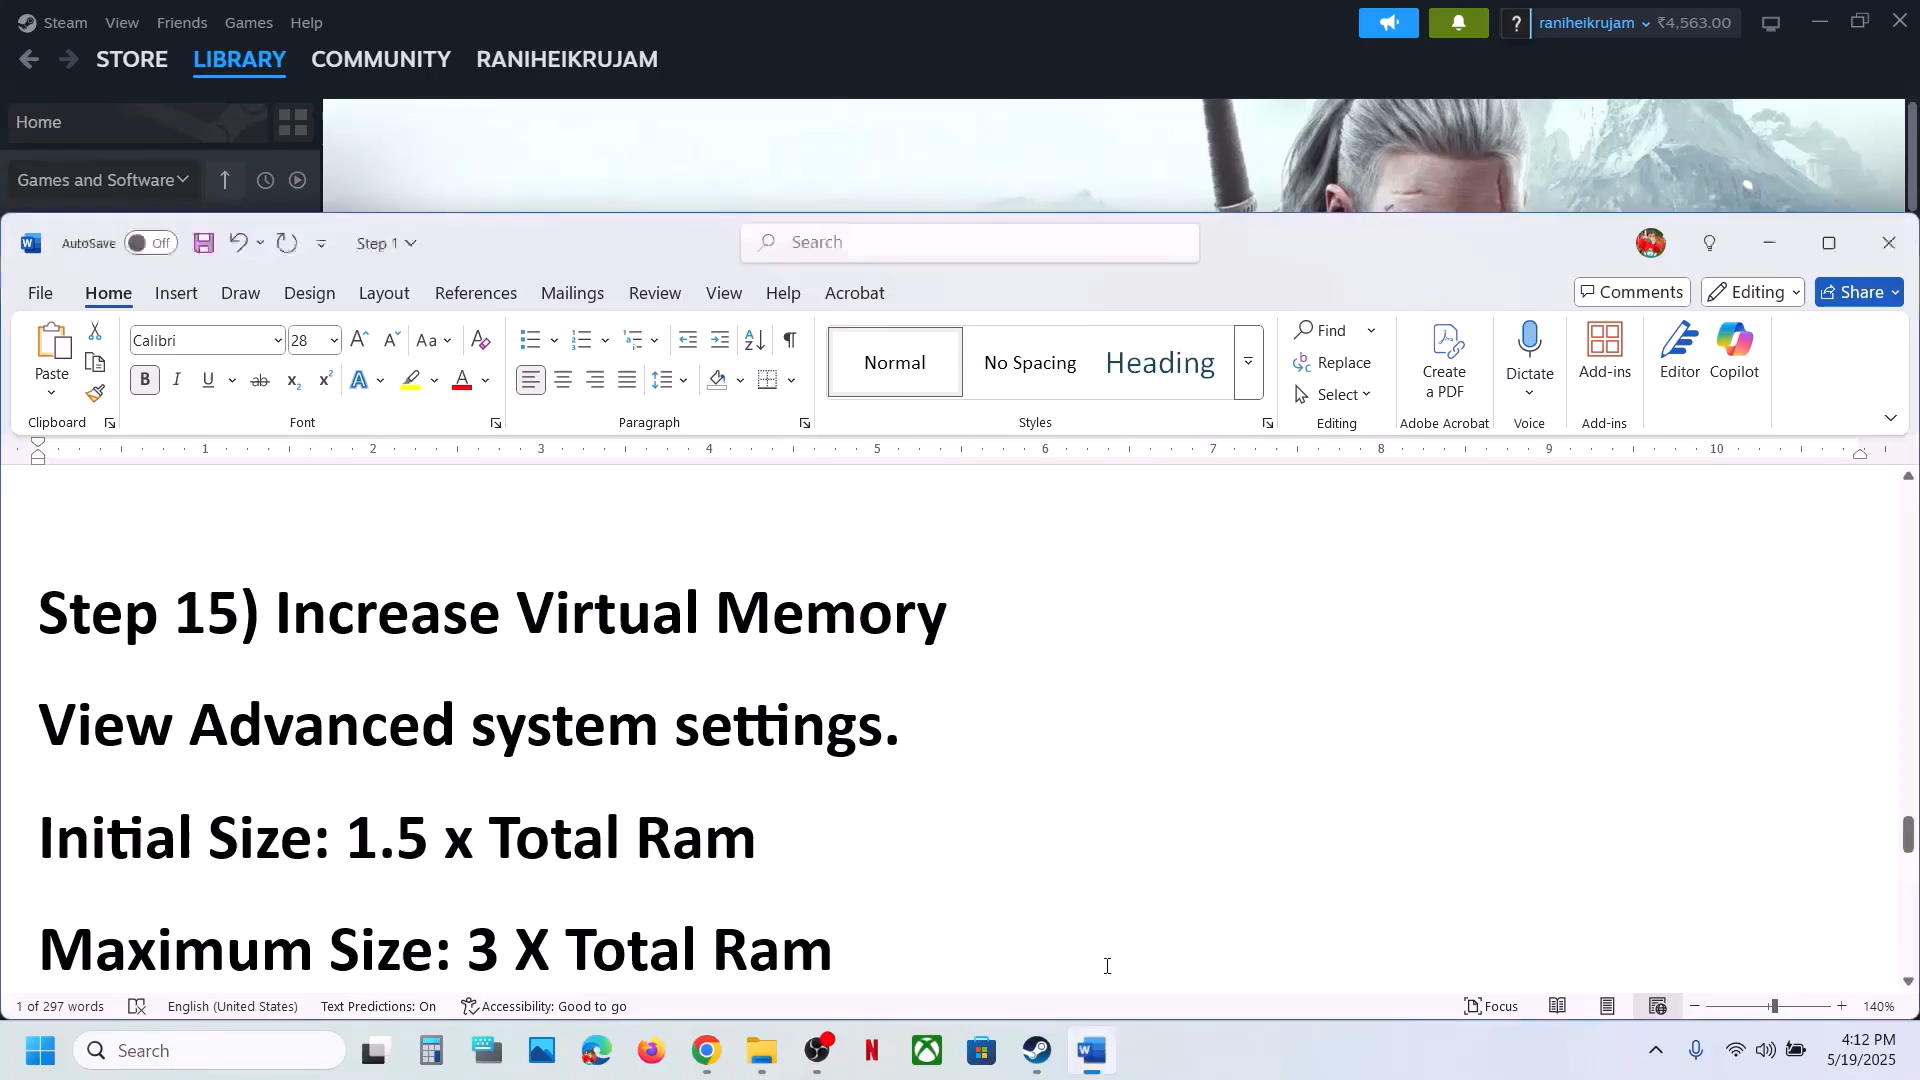 Steam View Friends Games Help
? raniheikrujam ₹4,563.00
STORE LIBRARY COMMUNITY RANIHEIKRUJAM
Home
Games and Software
AutoSave Off Step 1 Search
File Home Insert Draw Design Layout References Mailings Review View Help Acrobat Comments Editing Share
Paste Calibri 28 Normal No Spacing Heading Find Replace Select Create a PDF Dictate Add-ins Editor Copilot
Clipboard Font Paragraph Styles Editing Adobe Acrobat Voice Add-ins
1 2 3 4 5 6 7 8 9 10
Step 15) Increase Virtual Memory
View Advanced system settings.
Initial Size: 1.5 x Total Ram
Maximum Size: 3 X Total Ram
1 of 297 words English (United States) Text Predictions: On Accessibility: Good to go Focus 140%
Search 4:12 PM
5/19/2025